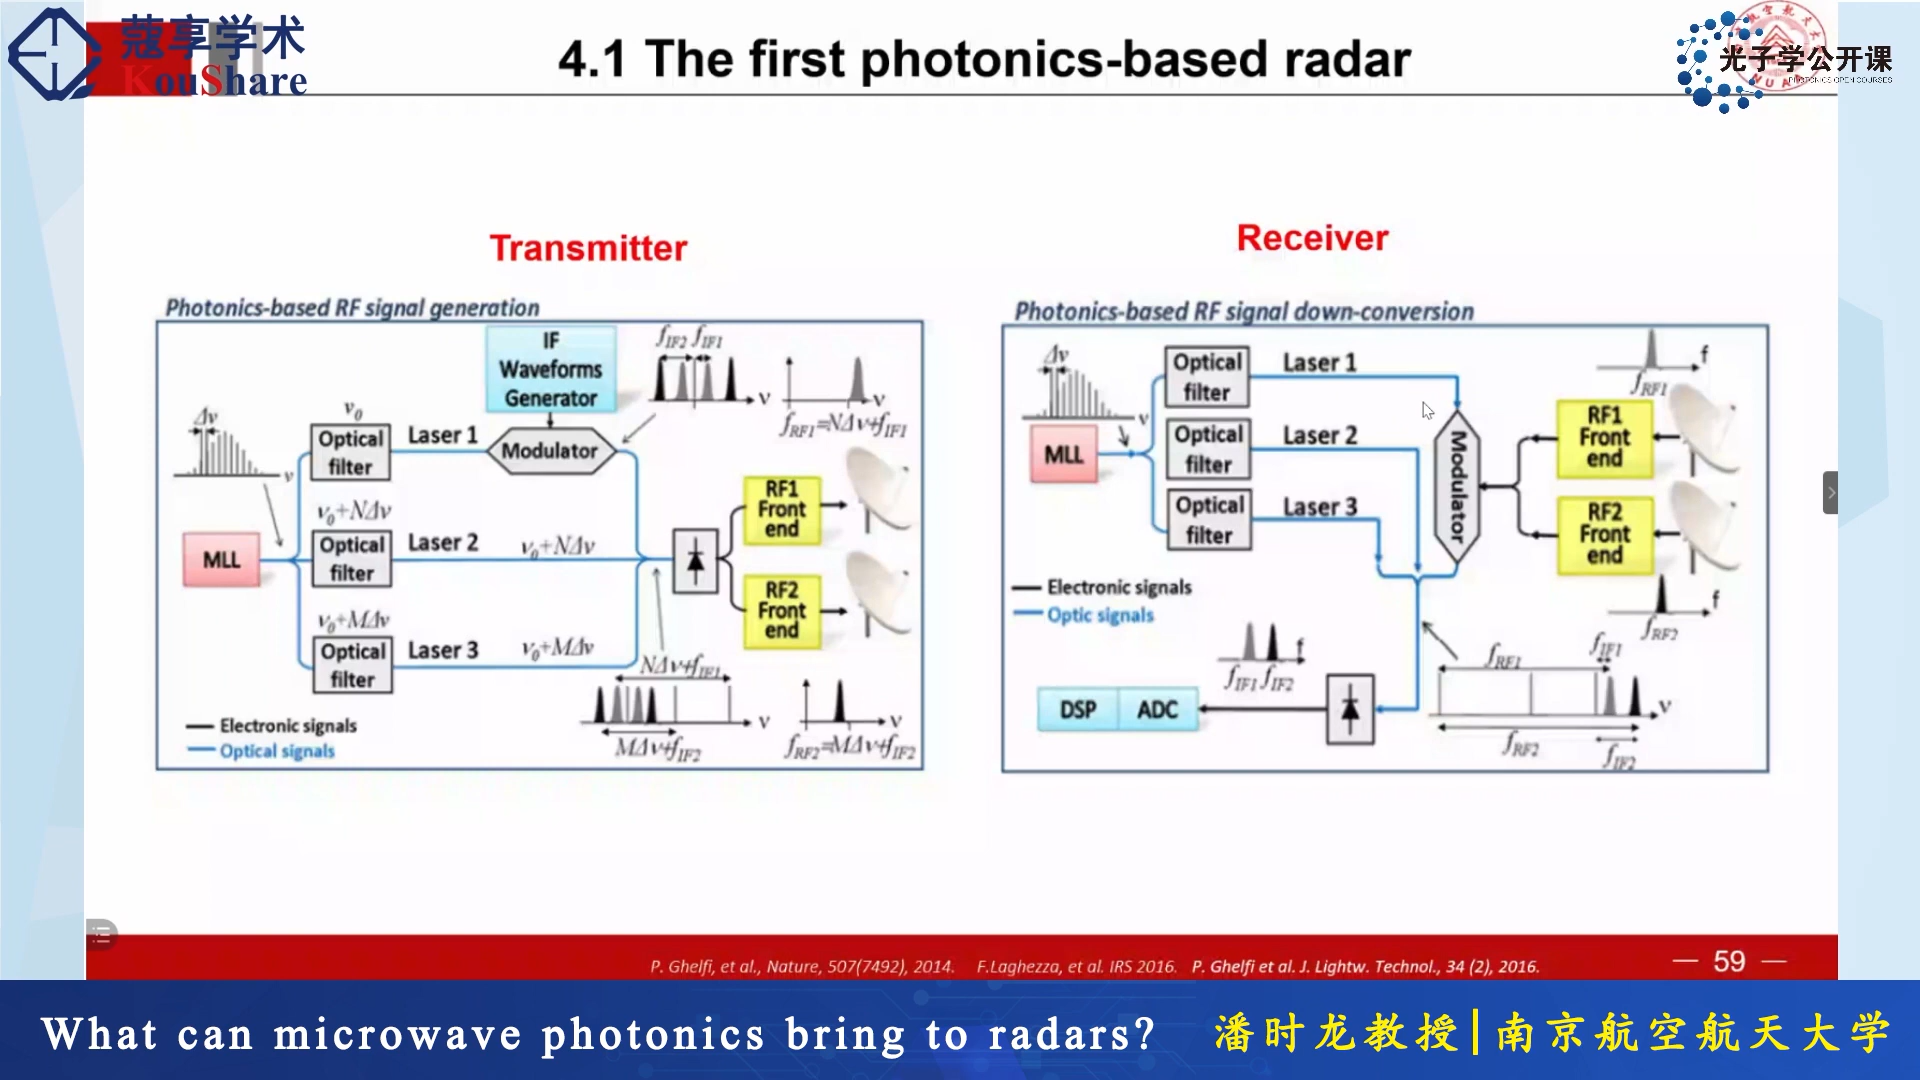 蔻享学术
KouShare
4.1 The first photonics-based radar
光子学公开课
PHOTONICS OPEN COURSES
Transmitter
Photonics-based RF signal generation
IF
Waveforms
Generator
f_IF2 f_IF1
ν
ν
f_RF1=NΔν+f_IF1
Δν
ν
ν0
Optical
filter
Laser 1
Modulator
ν0+NΔν
MLL
Optical
filter
Laser 2
ν0+NΔν
RF1
Front
end
RF2
Front
end
ν0+MΔν
Optical
filter
Laser 3
ν0+MΔν
NΔν+f_IF1
ν
MΔν+f_IF2
ν
f_RF2=MΔν+f_IF2
Electronic signals
Optical signals
Receiver
Photonics-based RF signal down-conversion
Δν
ν
MLL
Optical
filter
Laser 1
Optical
filter
Laser 2
Optical
filter
Laser 3
Modulator
f
f_RF1
RF1
Front
end
RF2
Front
end
f
f_RF2
Electronic signals
Optic signals
f
f_IF1 f_IF2
DSP ADC
f_RF1
f_IF1
ν
f_RF2
f_IF2
P. Ghelfi, et al., Nature, 507(7492), 2014. F.Laghezza, et al. IRS 2016. P. Ghelfi et al. J. Lightw. Technol., 34 (2), 2016.
— 59 —
What can microwave photonics bring to radars?
潘时龙教授|南京航空航天大学